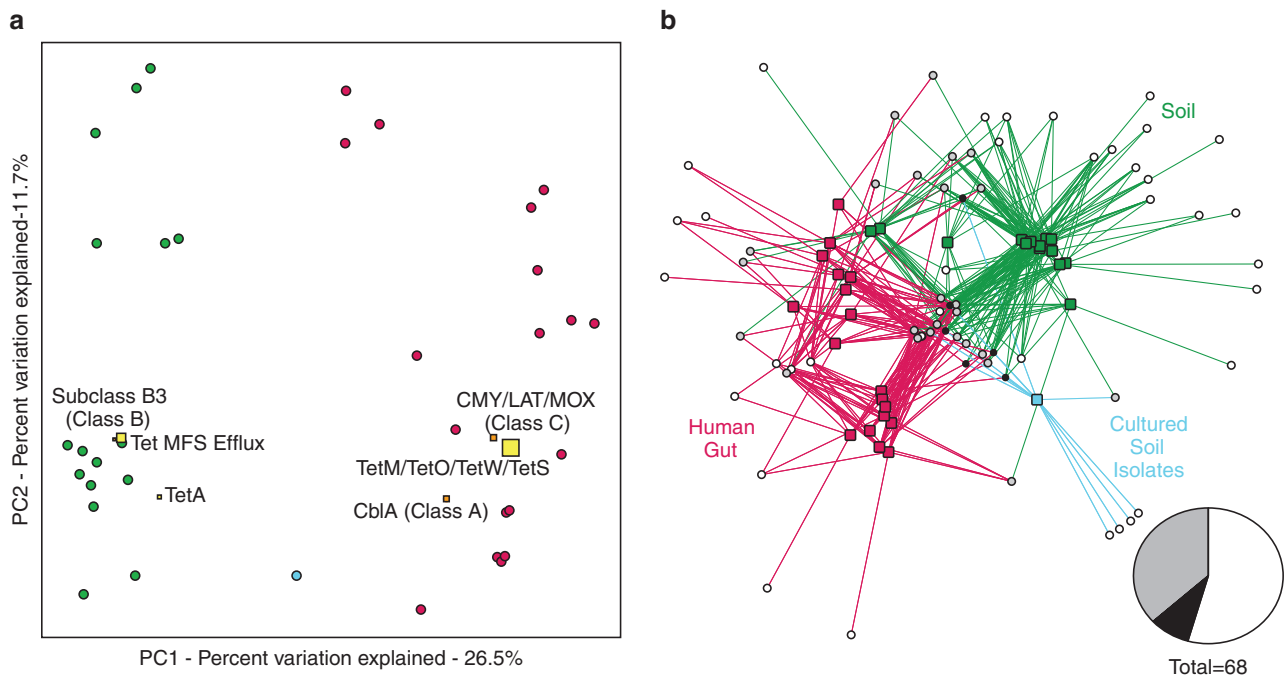 a
PC2 - Percent variation explained-11.7%
Subclass B3
(Class B)
Tet MFS Efflux
TetA
CMY/LAT/MOX
(Class C)
TetM/TetO/TetW/TetS
CblA (Class A)
PC1 - Percent variation explained - 26.5%
b
Soil
Human
Gut
Cultured
Soil
Isolates
Total=68